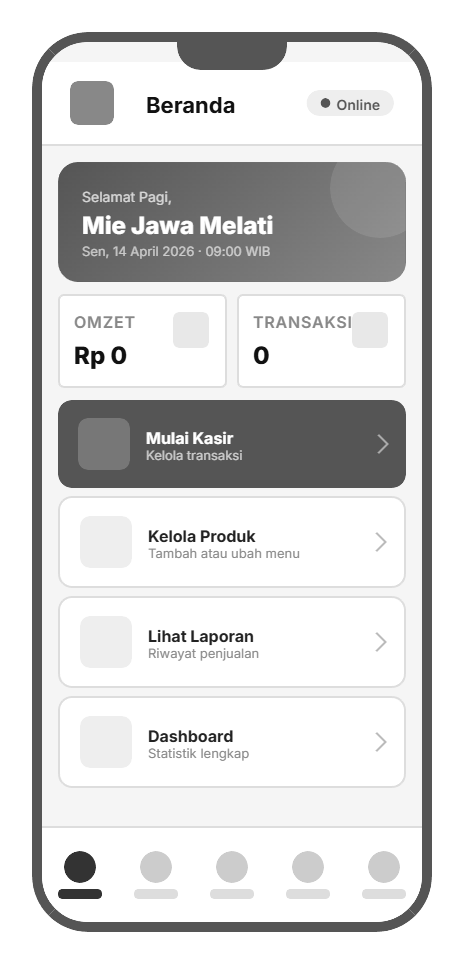 Beranda
Online
Selamat Pagi,
Mie Jawa Melati
Sen, 14 April 2026 · 09:00 WIB
OMZET
Rp 0
TRANSAKSI
0
Mulai Kasir
Kelola transaksi
Kelola Produk
Tambah atau ubah menu
Lihat Laporan
Riwayat penjualan
Dashboard
Statistik lengkap